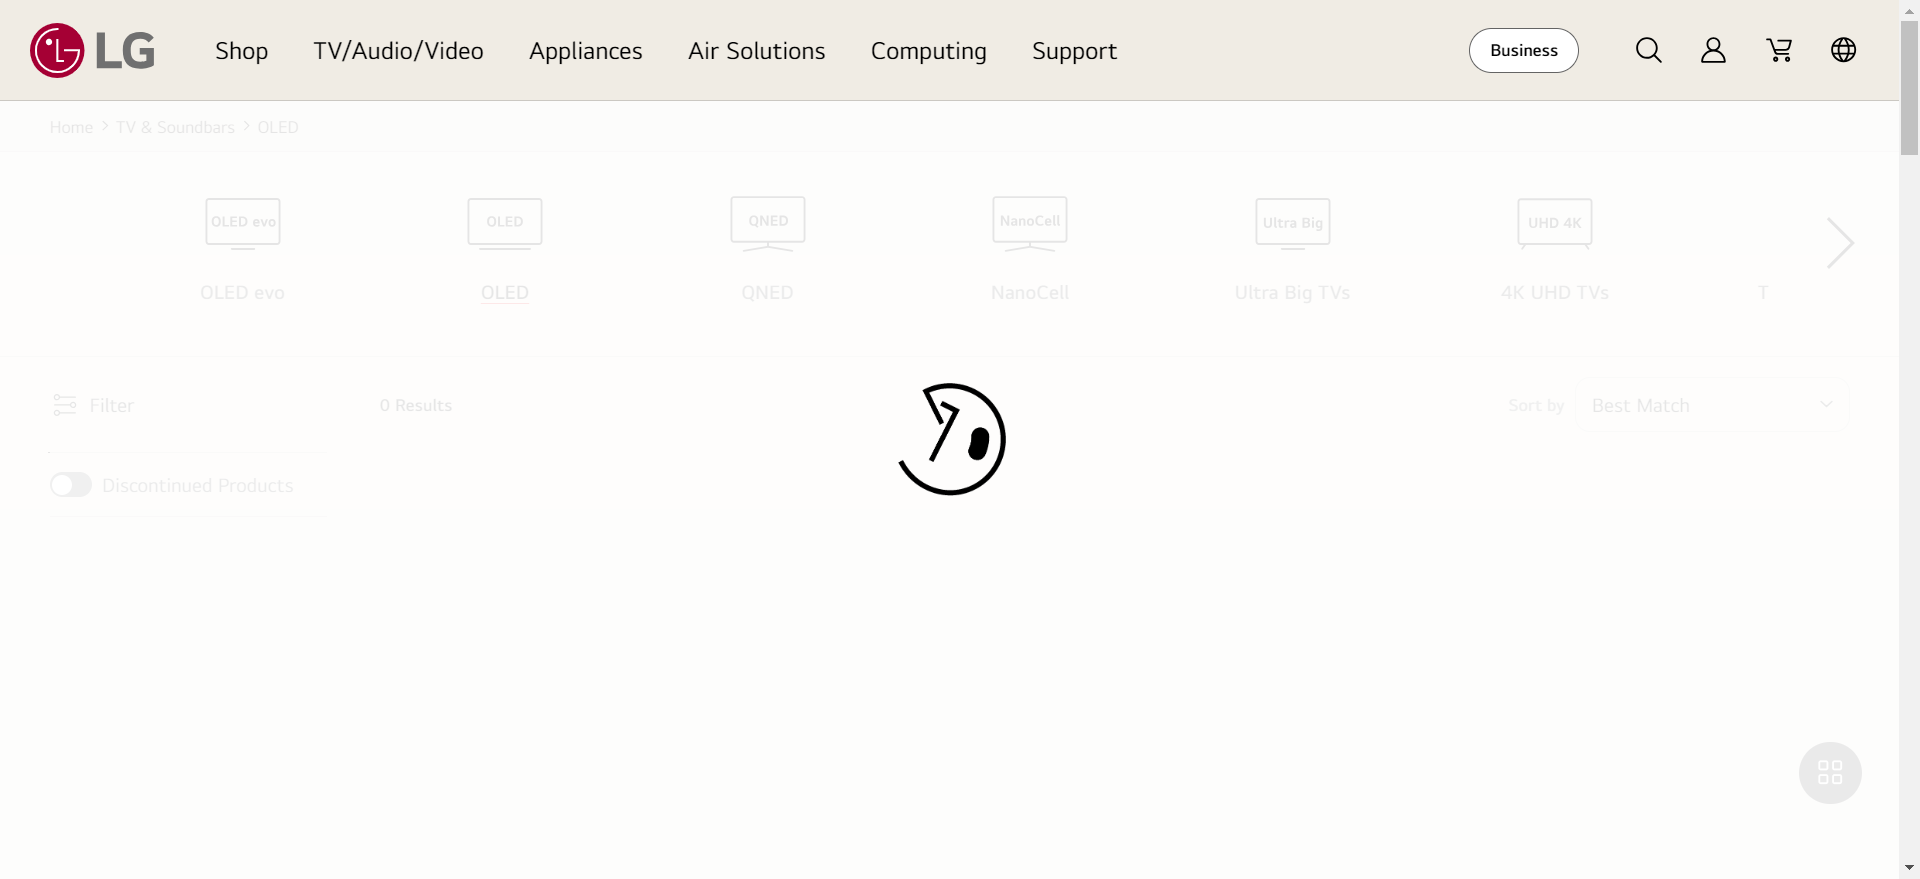 LG Shop TV/Audio/Video Appliances Air Solutions Computing Support Business
Home TV & Soundbars OLED
OLED evo OLED QNED NanoCell Ultra Big UHD 4K
OLED evo OLED QNED NanoCell Ultra Big TVs 4K UHD TVs T
Filter 0 Results Sort by Best Match
Discontinued Products